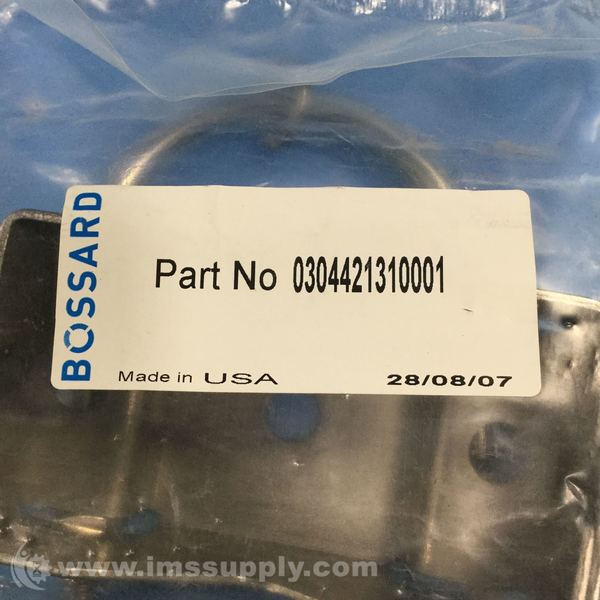 BOSSARD
Part No 0304421310001
Made in USA 28/08/07
www.imssupply.com